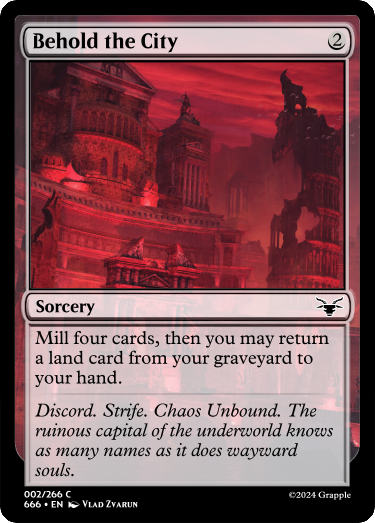 Behold the City 2
Sorcery
Mill four cards, then you may return
a land card from your graveyard to
your hand.
Discord. Strife. Chaos Unbound. The
ruinous capital of the underworld knows
as many names as it does wayward
souls.
002/266 C
666 • EN Vlad Zvarun
©2024 Grapple